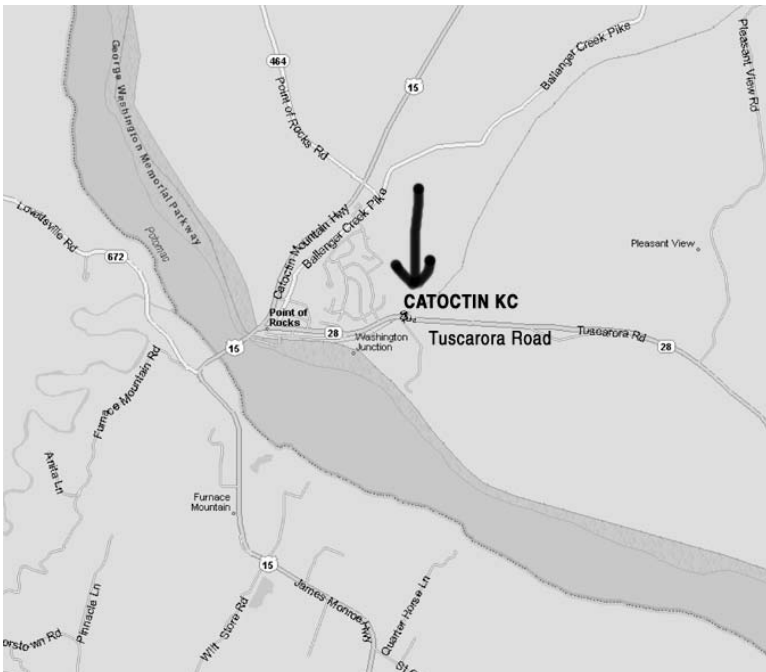 George Washington Memorial Parkway
464
Point of Rocks Rd
15
Ballenger Creek Pike
Pleasant View Rd
Lovettsville Rd
672
Potomac
Catoctin Mountain Hwy
Ballenger Creek Pike
Pleasant View
CATOCTIN KC
Point of
Rocks
28
Washington
Junction
Tuscarora Road
Tuscarora Rd
28
15
Furnace Mountain Rd
Anita Ln
Furnace
Mountain
15
James Monroe Hwy
Quarter Horse Ln
Pinnacle Ln
Store Rd